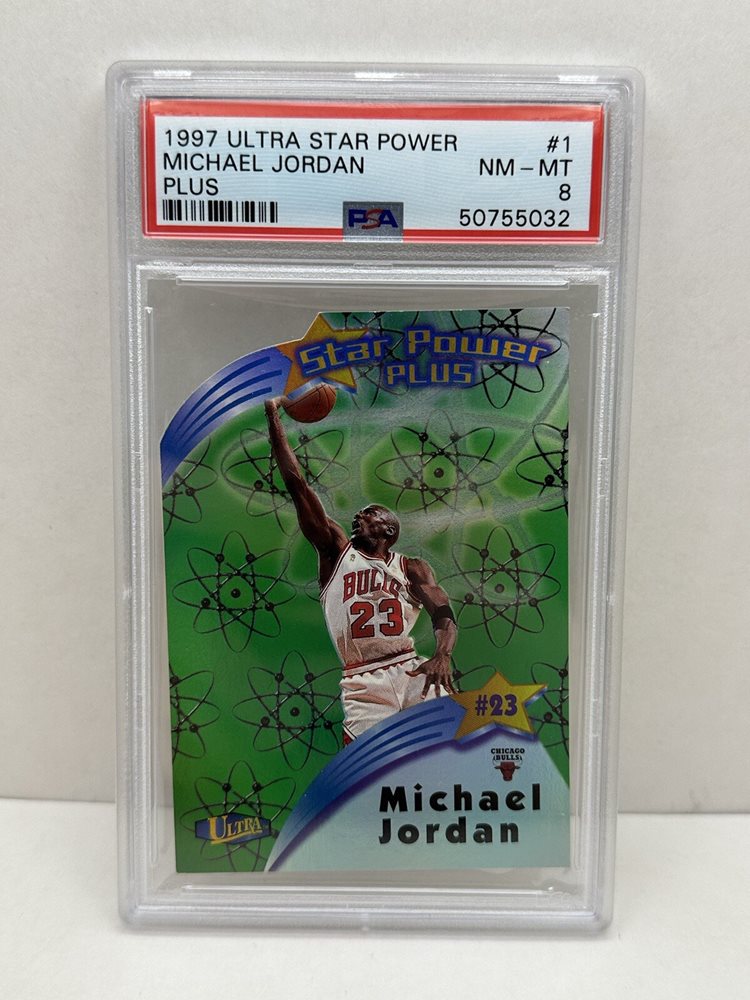 1997 ULTRA STAR POWER #1
MICHAEL JORDAN NM - MT
PLUS 8
PSA 50755032
Star Power
PLUS
BULLS
23
#23
CHICAGO
BULLS
Michael
Jordan
ULTRA